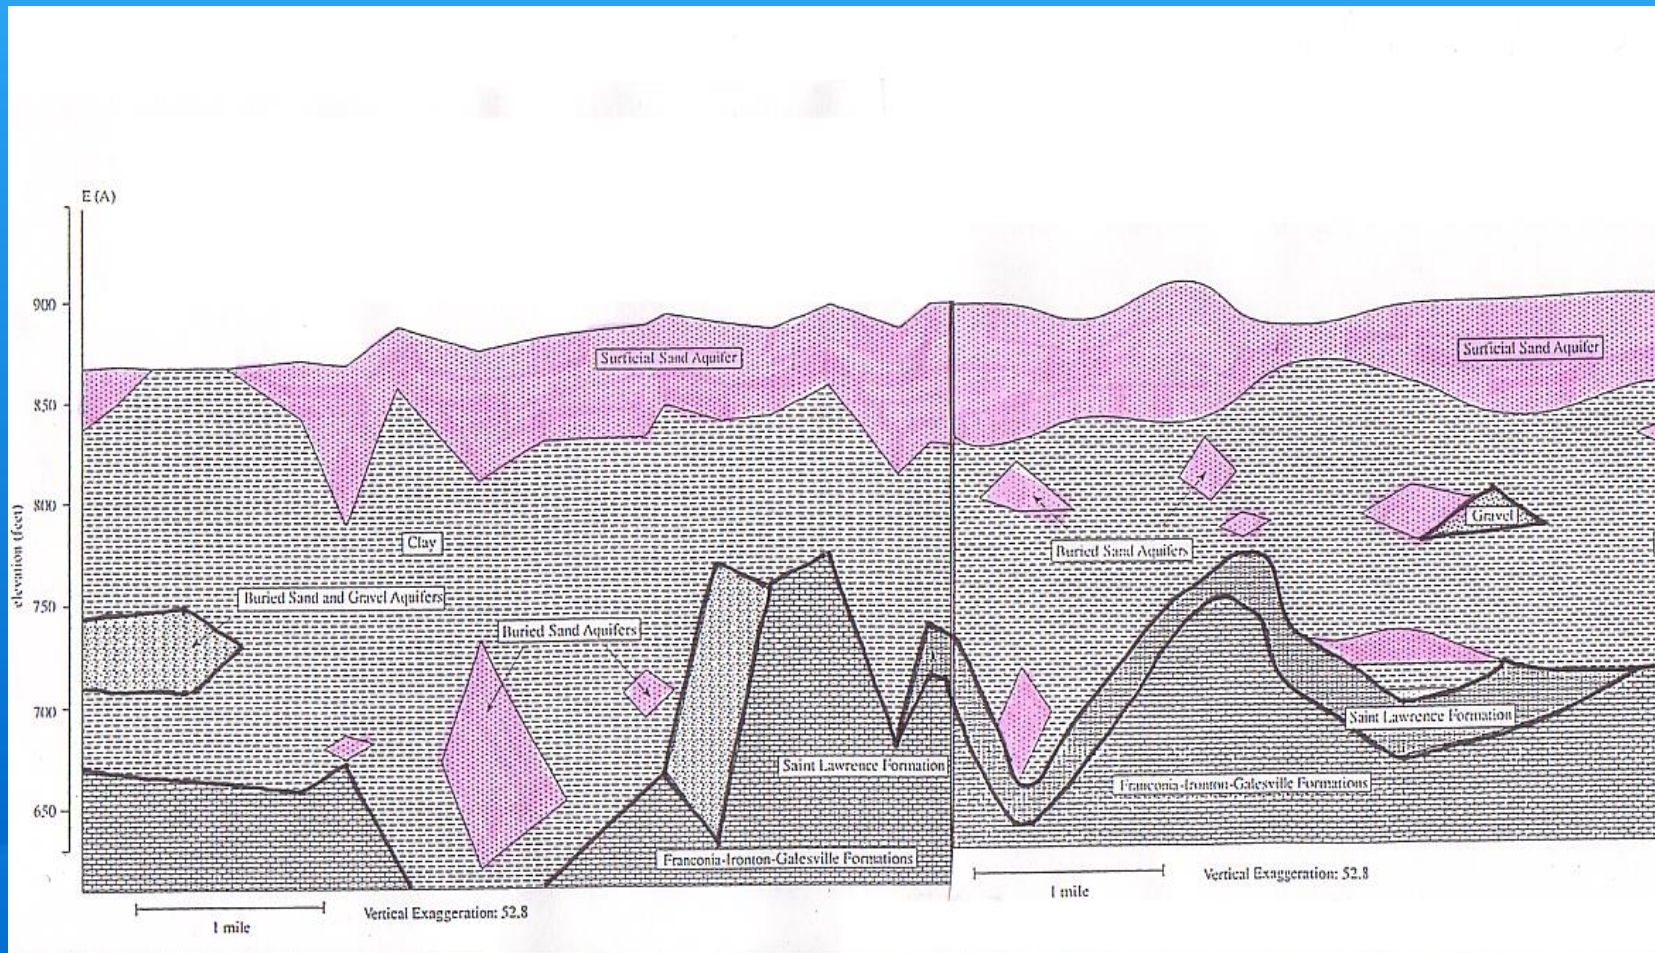 E (A)
900
Surficial Sand Aquifer
Surficial Sand Aquifer
850
800
Gravel
elevation (feet)
Clay
Buried Sand Aquifers
Buried Sand and Gravel Aquifers
750
Buried Sand Aquifers
700
Saint Lawrence Formation
Saint Lawrence Formation
Franconia-Ironton-Galesville Formations
650
Franconia-Ironton-Galesville Formations
1 mile
Vertical Exaggeration: 52.8
1 mile
Vertical Exaggeration: 52.8